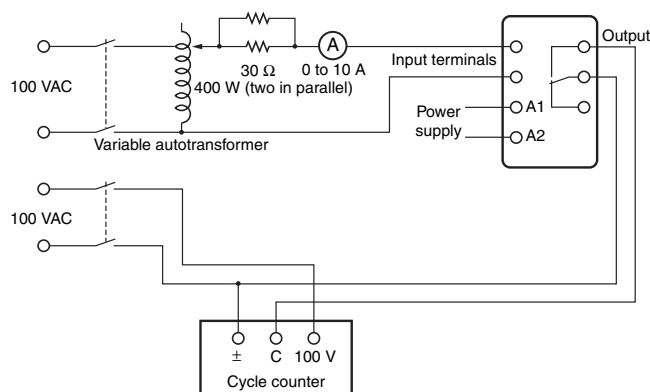 Output
A
Input terminals
30 Ω
0 to 10 A
100 VAC
400 W (two in parallel)
Power
supply
A1
A2
Variable autotransformer
100 VAC
± C 100 V
Cycle counter